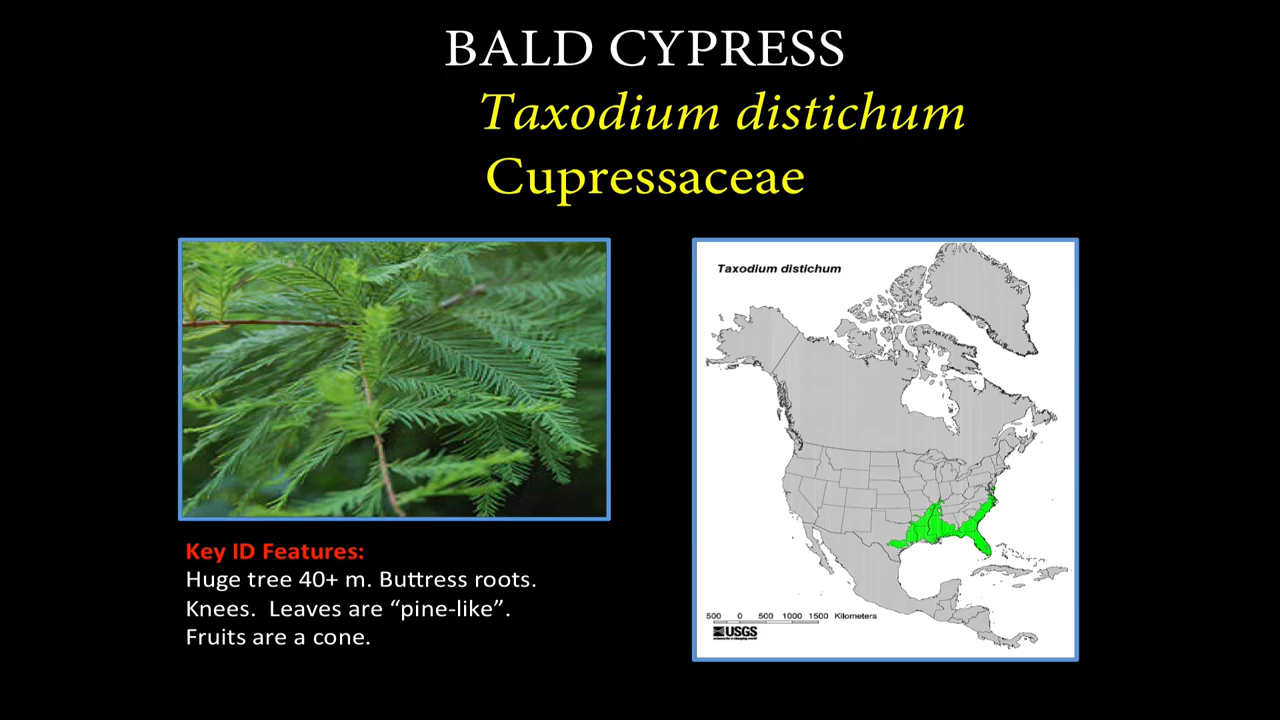 BALD CYPRESS
Taxodium distichum
Cupressaceae
Taxodium distichum
Key ID Features:
Huge tree 40+ m. Buttress roots.
Knees.  Leaves are “pine-like”.
Fruits are a cone.
500 0 500 1000 1500 Kilometers
USGS